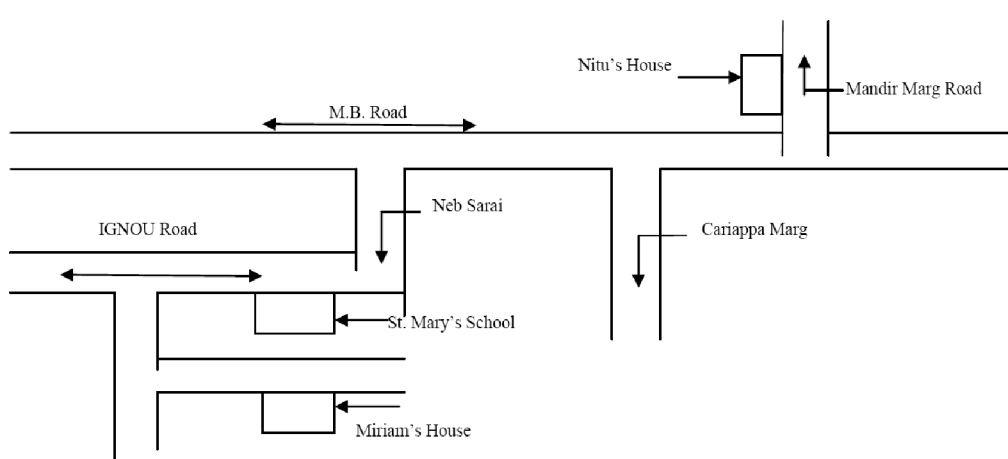 Nitu's House
Mandir Marg Road
M.B. Road
Neb Sarai
IGNOU Road
Cariappa Marg
St. Mary's School
Miriam's House